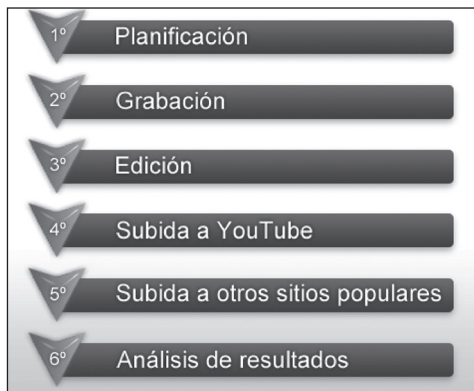 1º Planificación
2º Grabación
3º Edición
4º Subida a YouTube
5º Subida a otros sitios populares
6º Análisis de resultados